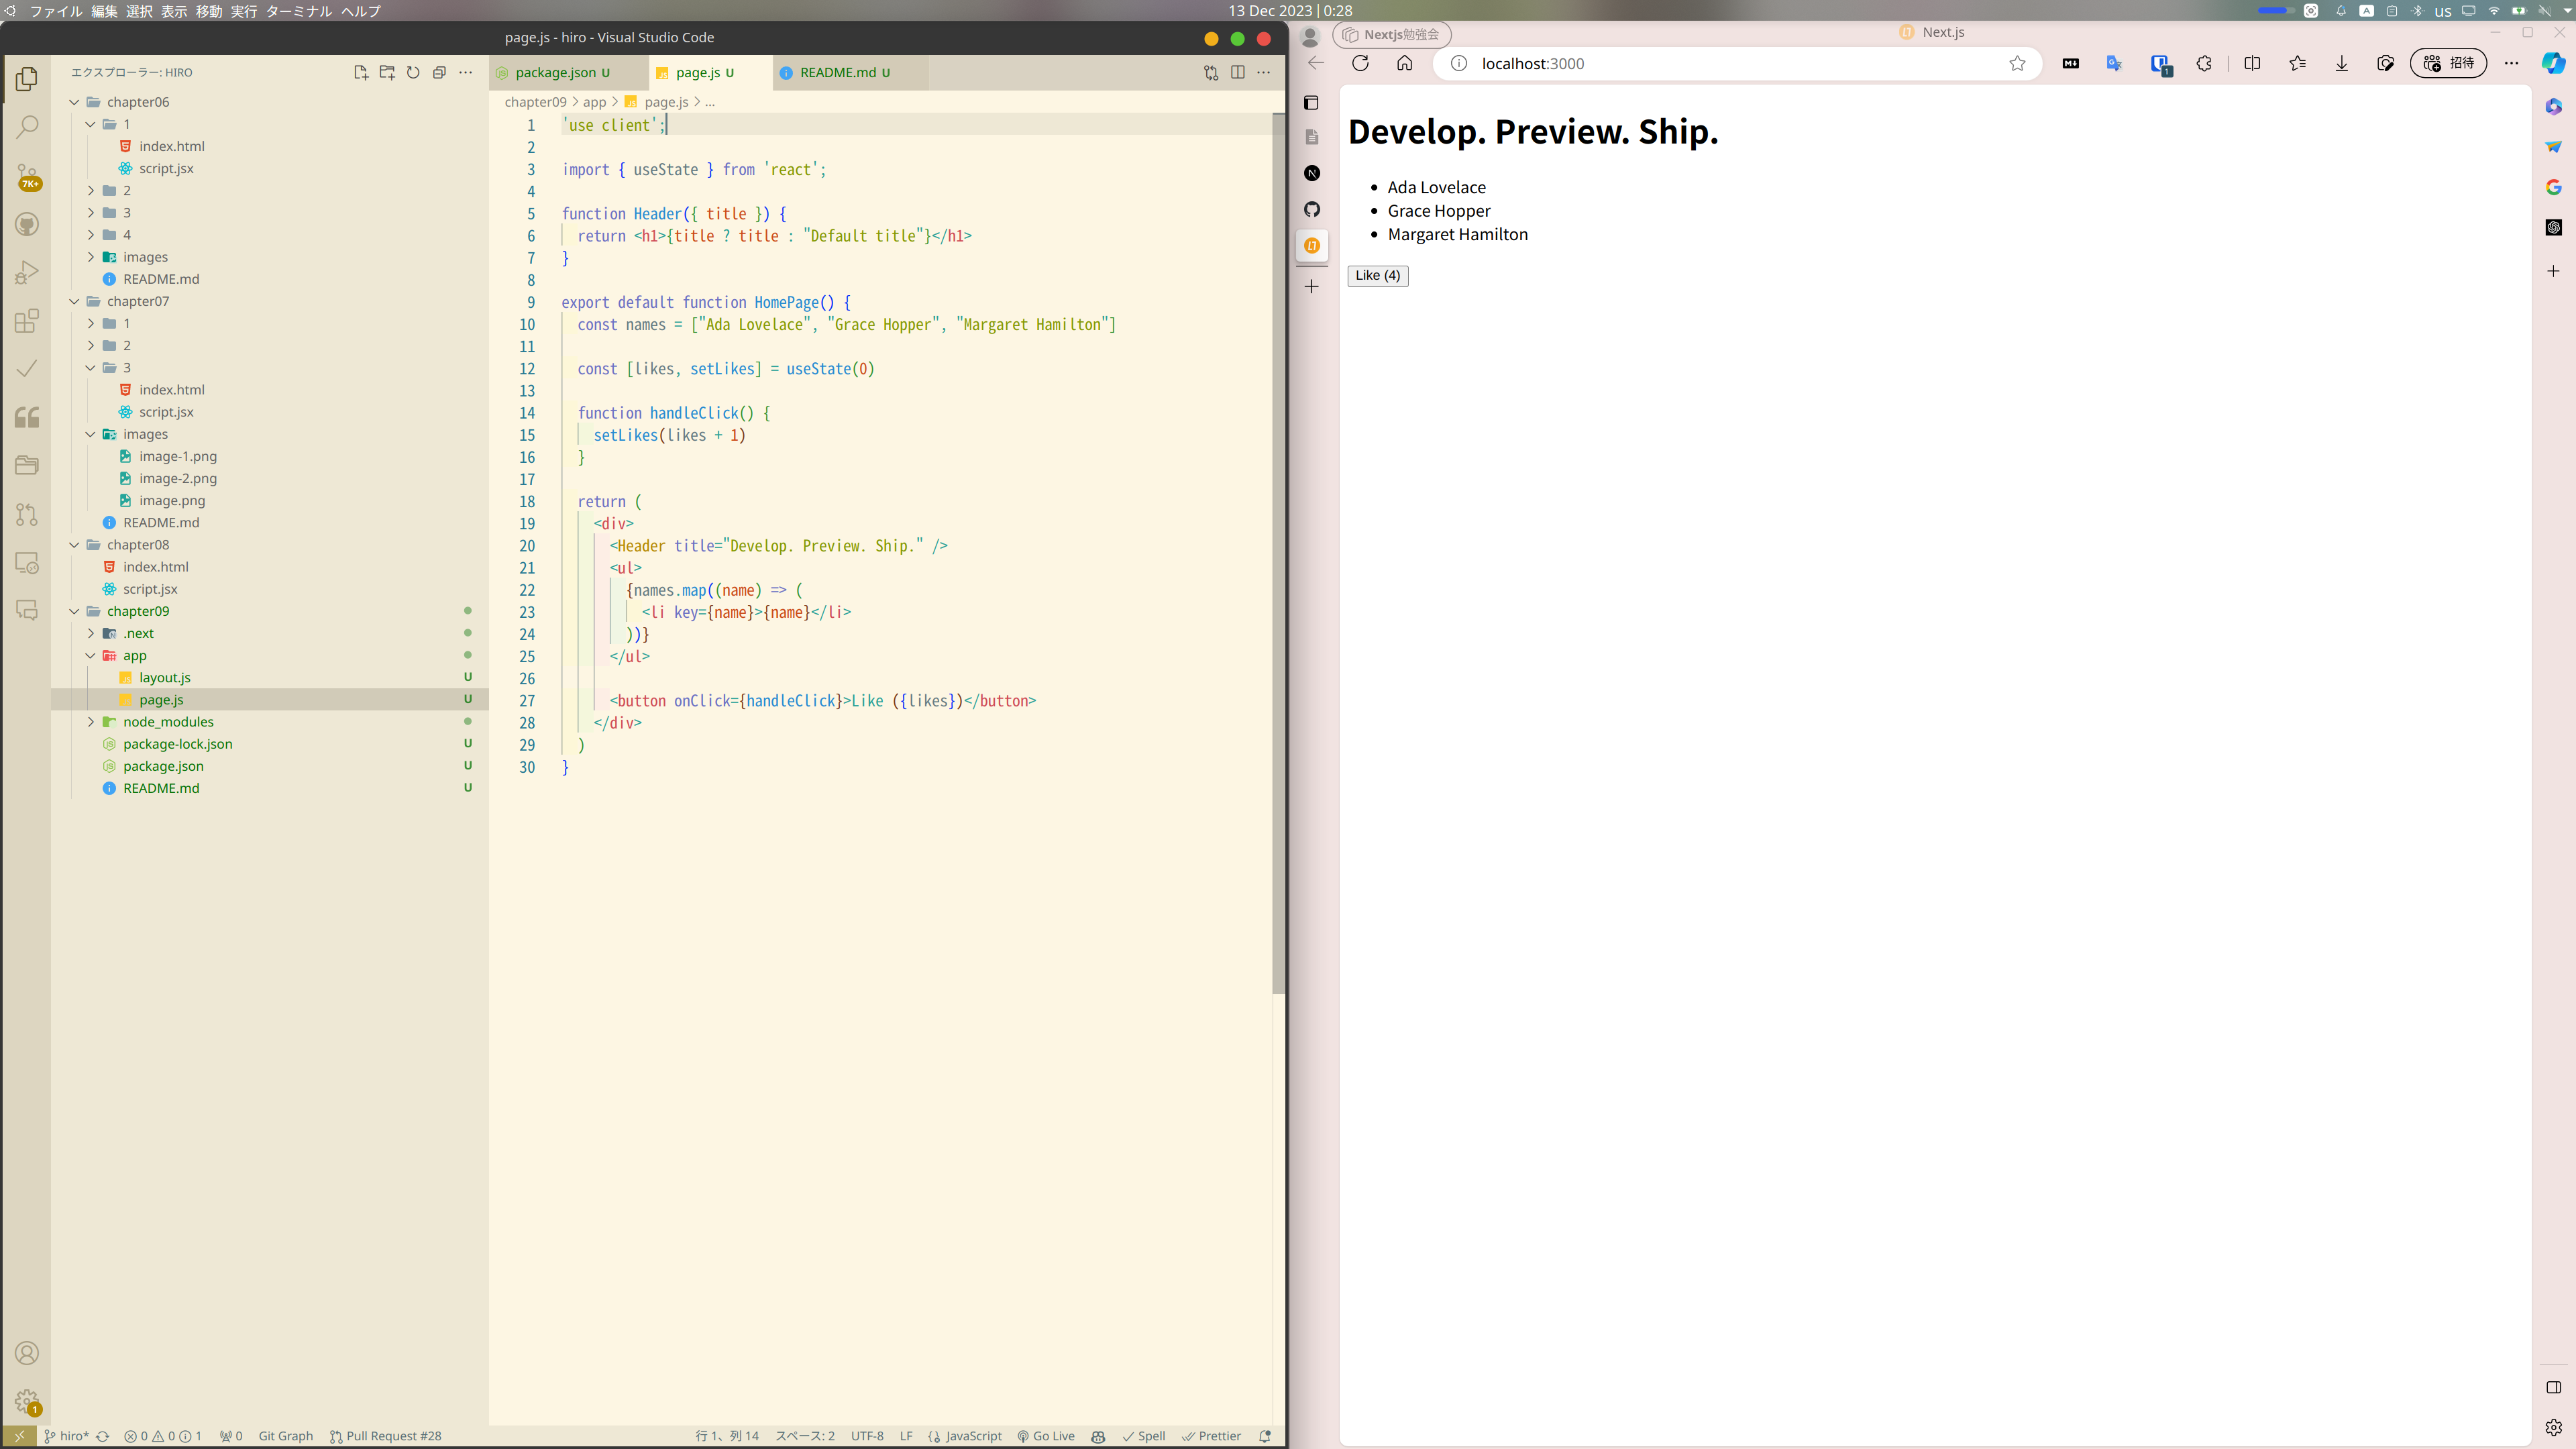 ファイル 編集 選択 表示 移動 実行 ターミナル ヘルプ
13 Dec 2023 | 0:28
A
us
page.js - hiro - Visual Studio Code
エクスプローラー: HIRO
chapter06
1
index.html
script.jsx
2
3
4
images
README.md
chapter07
1
2
3
index.html
script.jsx
images
image-1.png
image-2.png
image.png
README.md
chapter08
index.html
script.jsx
chapter09
.next
app
layout.js U
page.js U
node_modules
package-lock.json U
package.json U
README.md U
7K+
1
package.json U
page.js U
README.md U
chapter09 > app > page.js > ...
1 'use client';
2
3 import { useState } from 'react';
4
5 function Header({ title }) {
6 return <h1>{title ? title : "Default title"}</h1>
7 }
8
9 export default function HomePage() {
10 const names = ["Ada Lovelace", "Grace Hopper", "Margaret Hamilton"]
11
12 const [likes, setLikes] = useState(0)
13
14 function handleClick() {
15 setLikes(likes + 1)
16 }
17
18 return (
19 <div>
20 <Header title="Develop. Preview. Ship." />
21 <ul>
22 {names.map((name) => (
23 <li key={name}>{name}</li>
24 ))}
25 </ul>
26
27 <button onClick={handleClick}>Like ({likes})</button>
28 </div>
29 )
30 }
hiro* 0 0 1 0 Git Graph Pull Request #28
行 1、列 14 スペース: 2 UTF-8 LF JavaScript Go Live Spell Prettier
Nextjs勉強会
Next.js
localhost:3000
M↓
1
招待
Develop. Preview. Ship.
• Ada Lovelace
• Grace Hopper
• Margaret Hamilton
Like (4)